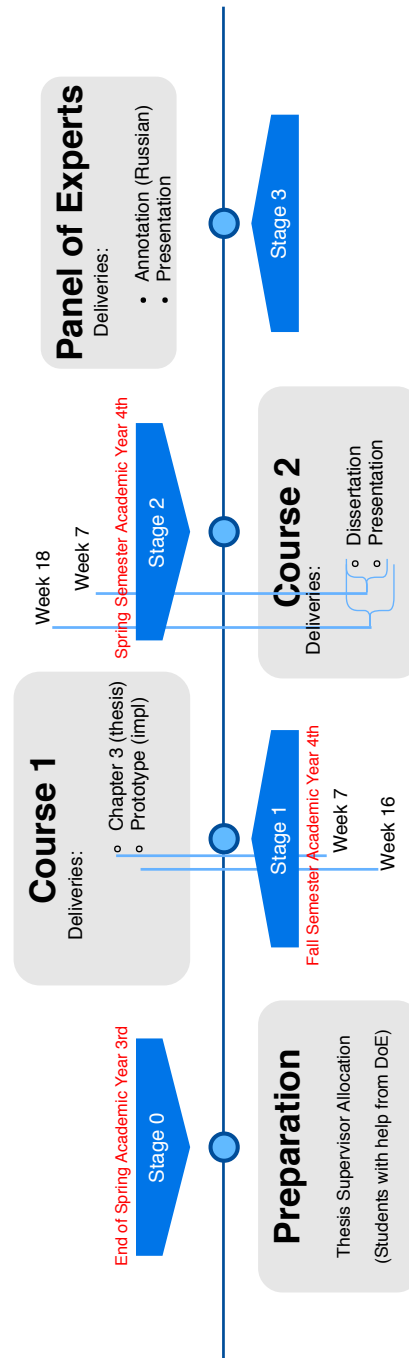 End of Spring Academic Year 3rd
Stage 0
Preparation
Thesis Supervisor Allocation
(Students with help from DoE)
Course 1
Deliveries:
Chapter 3 (thesis)
Prototype (impl)
Stage 1
Fall Semester Academic Year 4th
Week 7
Week 16
Week 18
Week 7
Spring Semester Academic Year 4th
Stage 2
Course 2
Deliveries:
Dissertation
Presentation
Panel of Experts
Deliveries:
Annotation (Russian)
Presentation
Stage 3